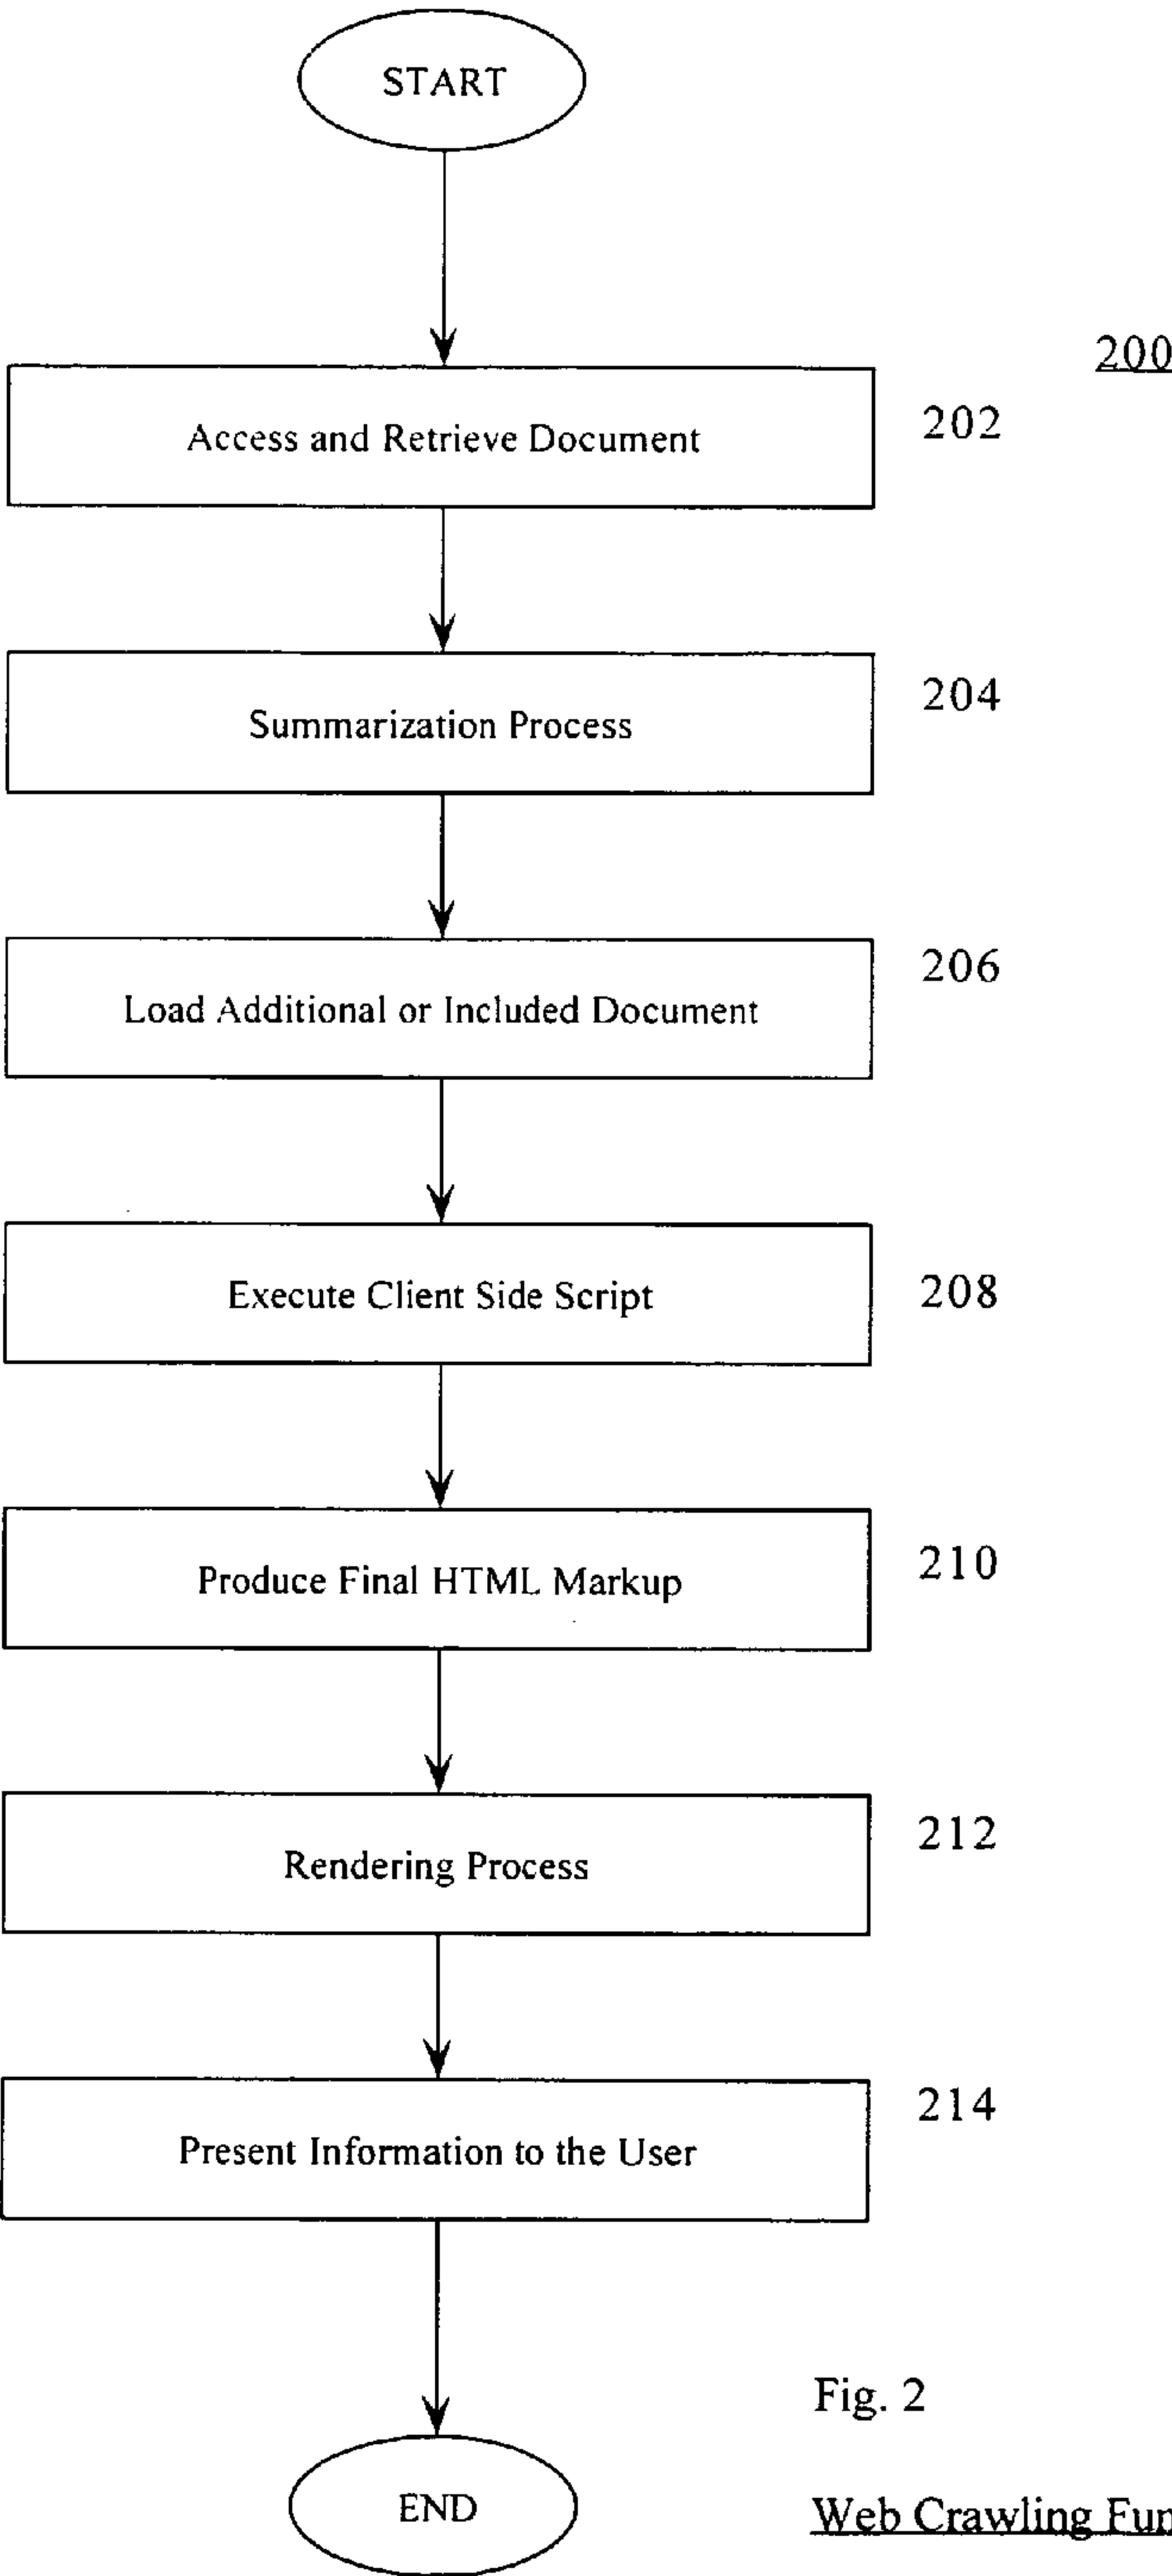 START
200
Access and Retrieve Document
202
Summarization Process
204
Load Additional or Included Document
206
Execute Client Side Script
208
Produce Final HTML Markup
210
Rendering Process
212
Present Information to the User
214
Fig. 2
END
Web Crawling